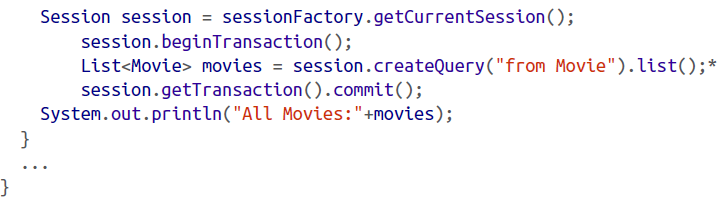 Session session = sessionFactory.getCurrentSession();
session.beginTransaction();
List<Movie> movies = session.createQuery("from Movie").list();*
session.getTransaction().commit();
System.out.println("All Movies:"+movies);
}
...
}